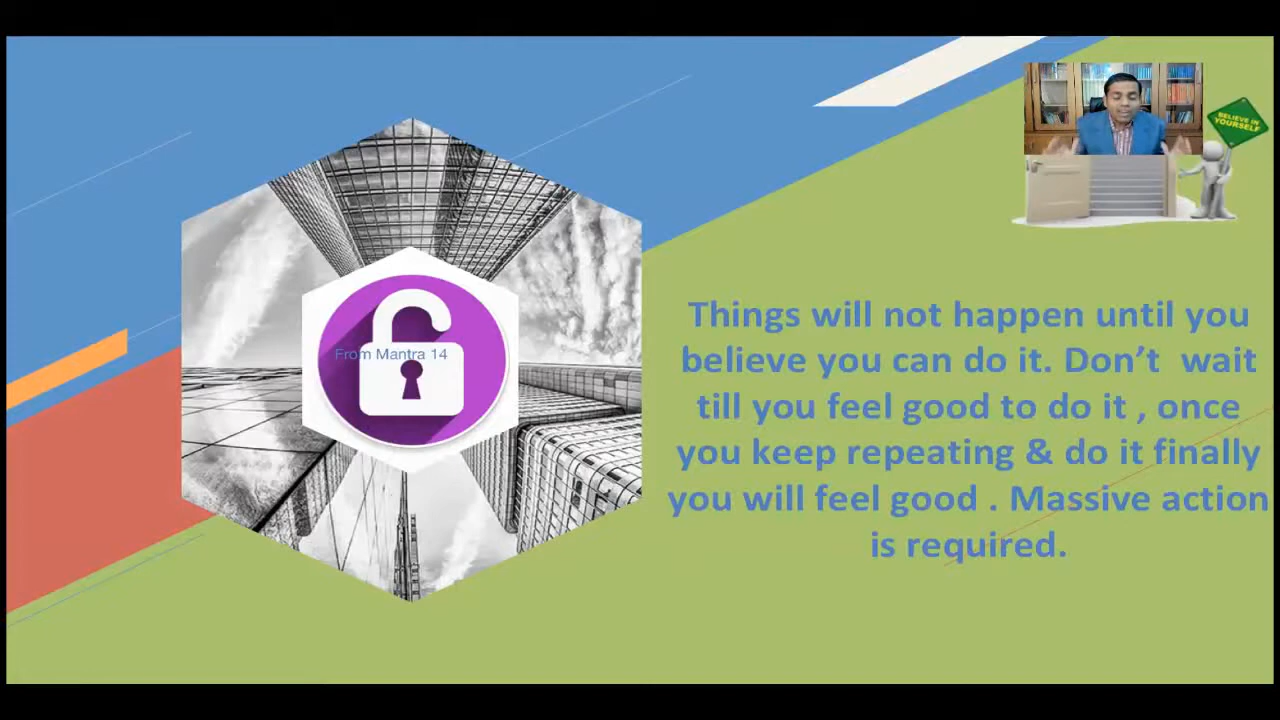 BELIEVE IN
YOURSELF
From Mantra 14
Things will not happen until you
believe you can do it. Don’t  wait
till you feel good to do it , once
you keep repeating & do it finally
you will feel good . Massive action
is required.